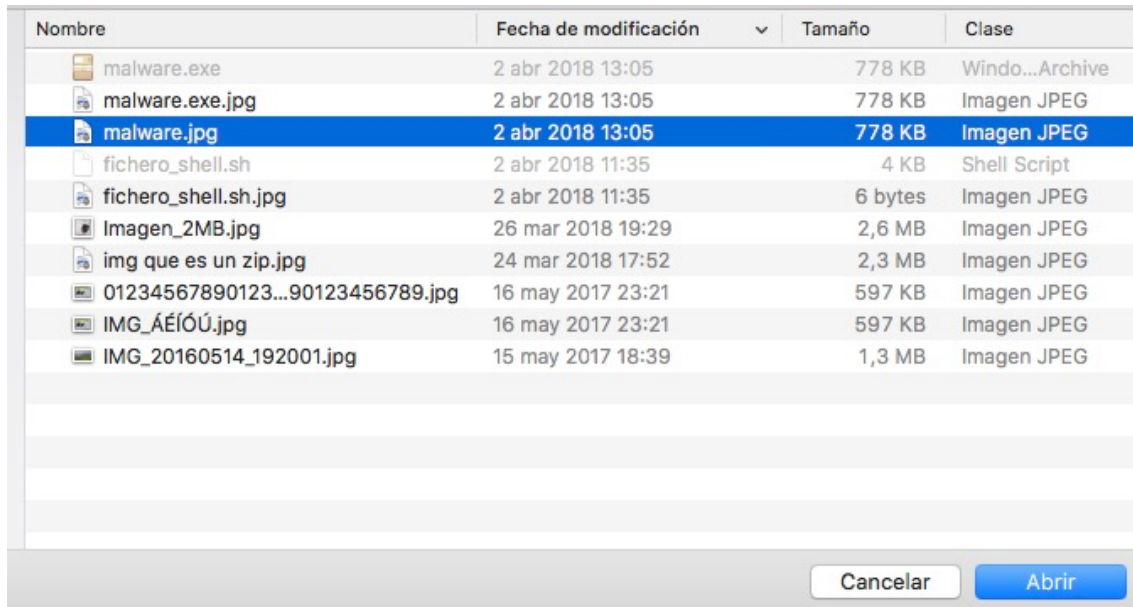 Nombre Fecha de modificación Tamaño Clase
malware.exe 2 abr 2018 13:05 778 KB Windo...Archive
malware.exe.jpg 2 abr 2018 13:05 778 KB Imagen JPEG
malware.jpg 2 abr 2018 13:05 778 KB Imagen JPEG
fichero_shell.sh 2 abr 2018 11:35 4 KB Shell Script
fichero_shell.sh.jpg 2 abr 2018 11:35 6 bytes Imagen JPEG
Imagen_2MB.jpg 26 mar 2018 19:29 2,6 MB Imagen JPEG
img que es un zip.jpg 24 mar 2018 17:52 2,3 MB Imagen JPEG
01234567890123...90123456789.jpg 16 may 2017 23:21 597 KB Imagen JPEG
IMG_ÁÉÍÓÚ.jpg 16 may 2017 23:21 597 KB Imagen JPEG
IMG_20160514_192001.jpg 15 may 2017 18:39 1,3 MB Imagen JPEG
Cancelar Abrir